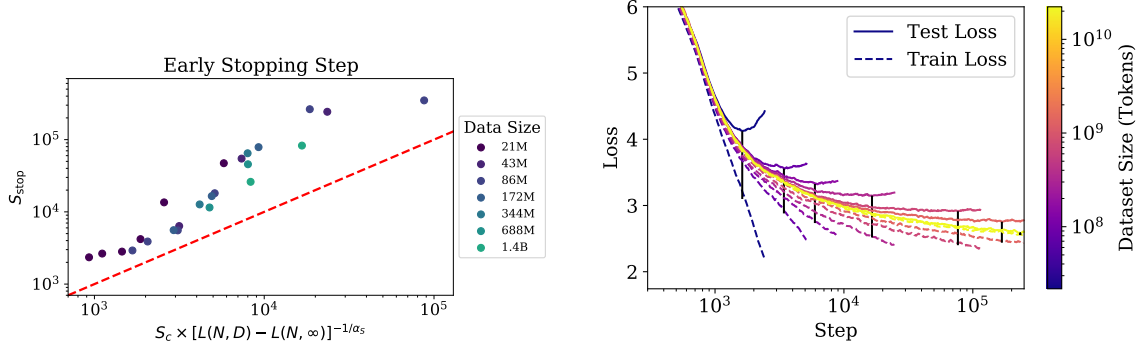 Early Stopping Step
S_stop
10^5
10^4
10^3
10^3
10^4
10^5
S_c × [L(N, D) − L(N, ∞)]^{−1/α_S}
Data Size
21M
43M
86M
172M
344M
688M
1.4B
Loss
6
5
4
3
2
10^3
10^4
10^5
Step
Test Loss
Train Loss
10^10
10^9
10^8
Dataset Size (Tokens)